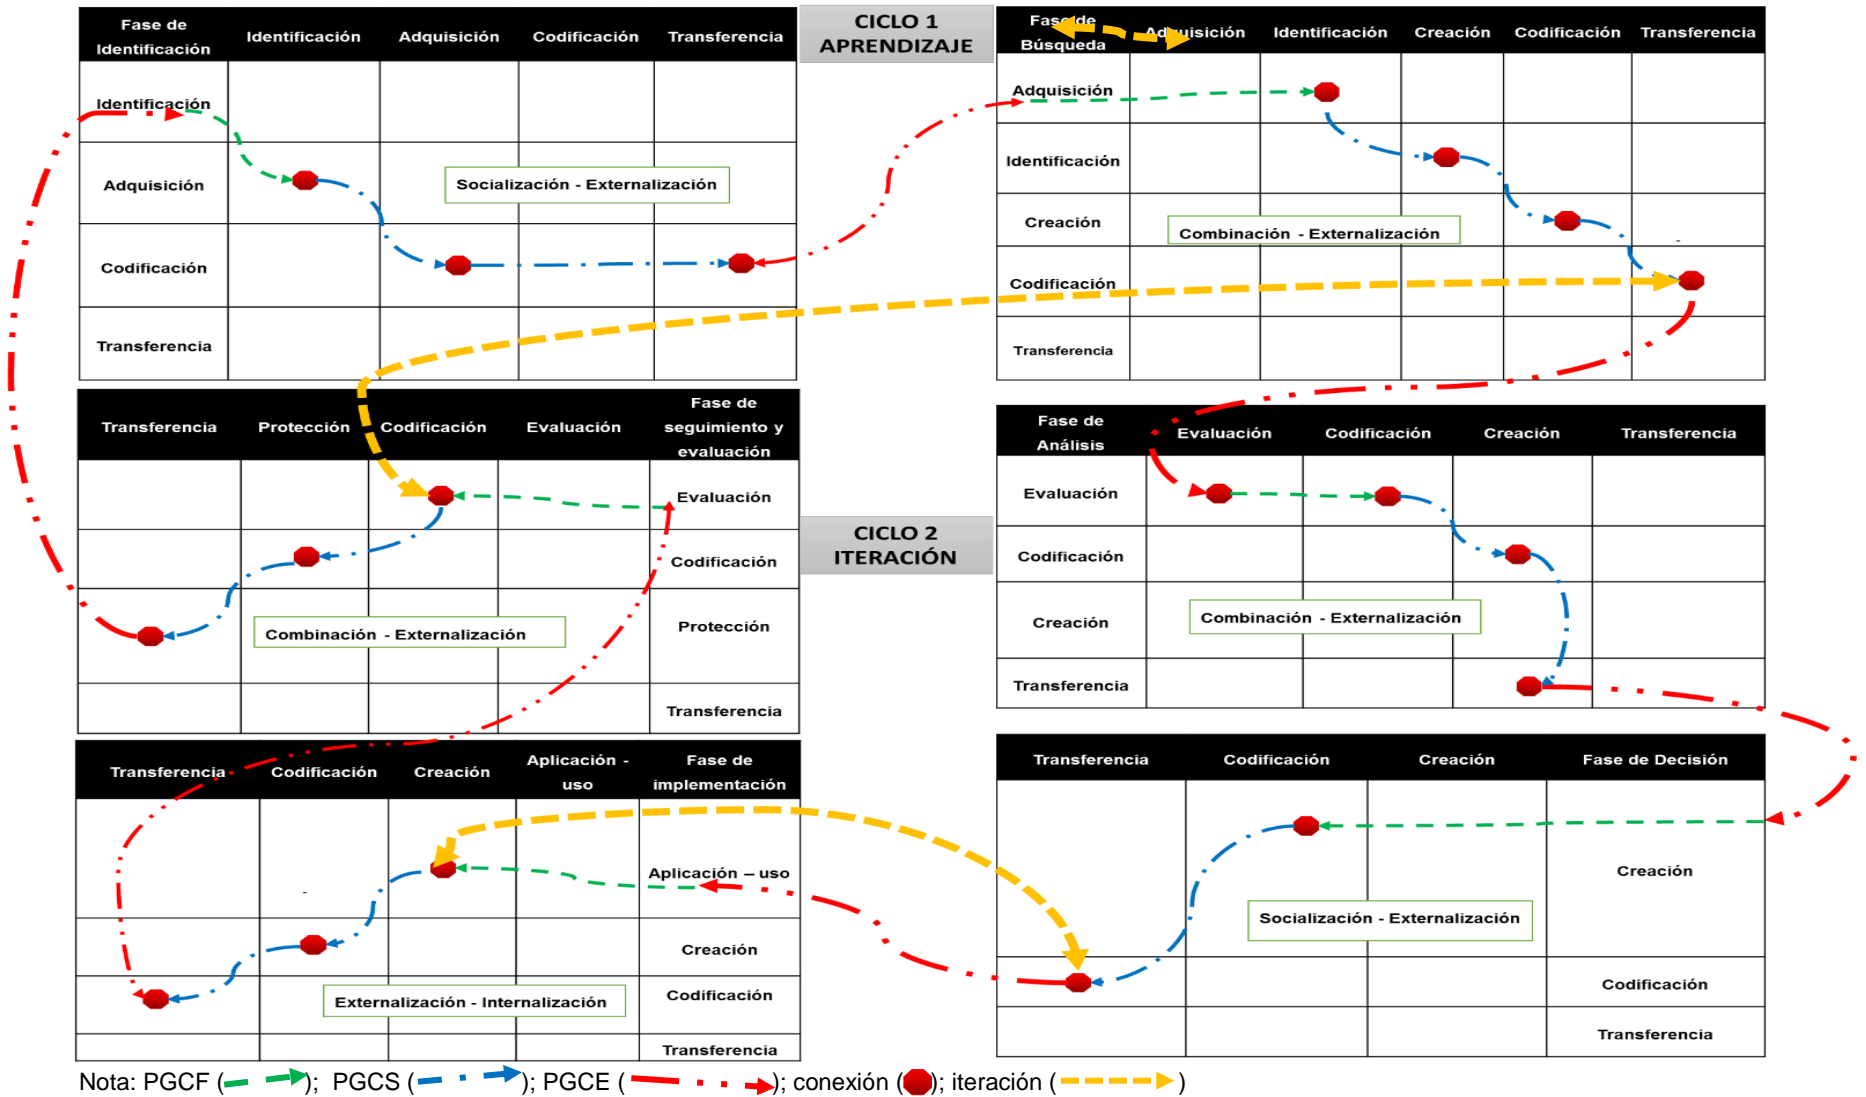 Fase de
Identificación
Identificación
Adquisición
Codificación
Transferencia
Identificación
Adquisición
Socialización - Externalización
Codificación
Transferencia
CICLO 1
APRENDIZAJE
Fase de
Búsqueda
Adquisición
Identificación
Creación
Codificación
Transferencia
Adquisición
Identificación
Creación
Combinación - Externalización
Codificación
Transferencia
Transferencia
Protección
Codificación
Evaluación
Fase de
seguimiento y
evaluación
Evaluación
Codificación
Combinación - Externalización
Protección
Transferencia
CICLO 2
ITERACIÓN
Fase de
Análisis
Evaluación
Codificación
Creación
Transferencia
Evaluación
Codificación
Creación
Combinación - Externalización
Transferencia
Transferencia
Codificación
Creación
Aplicación -
uso
Fase de
implementación
Aplicación – uso
Creación
Externalización - Internalización
Codificación
Transferencia
Transferencia
Codificación
Creación
Fase de Decisión
Creación
Socialización - Externalización
Codificación
Transferencia
Nota: PGCF ( ); PGCS ( ); PGCE ( ); conexión ( ); iteración ( )